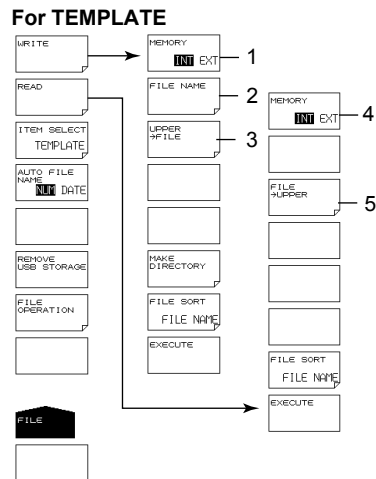 For TEMPLATE
WRITE
READ
ITEM SELECT
TEMPLATE
AUTO FILE
NAME
NUM DATE
REMOVE
USB STORAGE
FILE
OPERATION
FILE
MEMORY
INT EXT
1
FILE NAME
2
UPPER
→FILE
3
MAKE
DIRECTORY
FILE SORT
FILE NAME
EXECUTE
MEMORY
INT EXT
4
FILE
→UPPER
5
FILE SORT
FILE NAME
EXECUTE